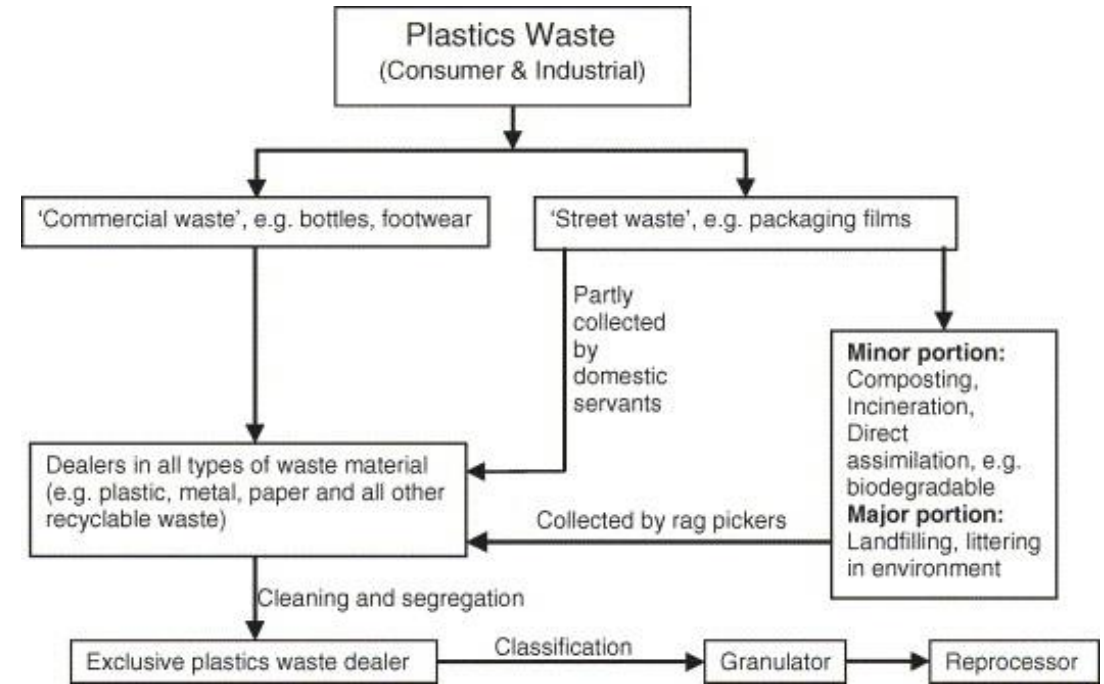 Plastics Waste
(Consumer & Industrial)
‘Commercial waste’, e.g. bottles, footwear
‘Street waste’, e.g. packaging films
Partly
collected
by
domestic
servants
Minor portion:
Composting,
Incineration,
Direct
assimilation, e.g.
biodegradable
Major portion:
Landfilling, littering
in environment
Dealers in all types of waste material
(e.g. plastic, metal, paper and all other
recyclable waste)
Collected by rag pickers
Cleaning and segregation
Exclusive plastics waste dealer
Classification
Granulator
Reprocessor